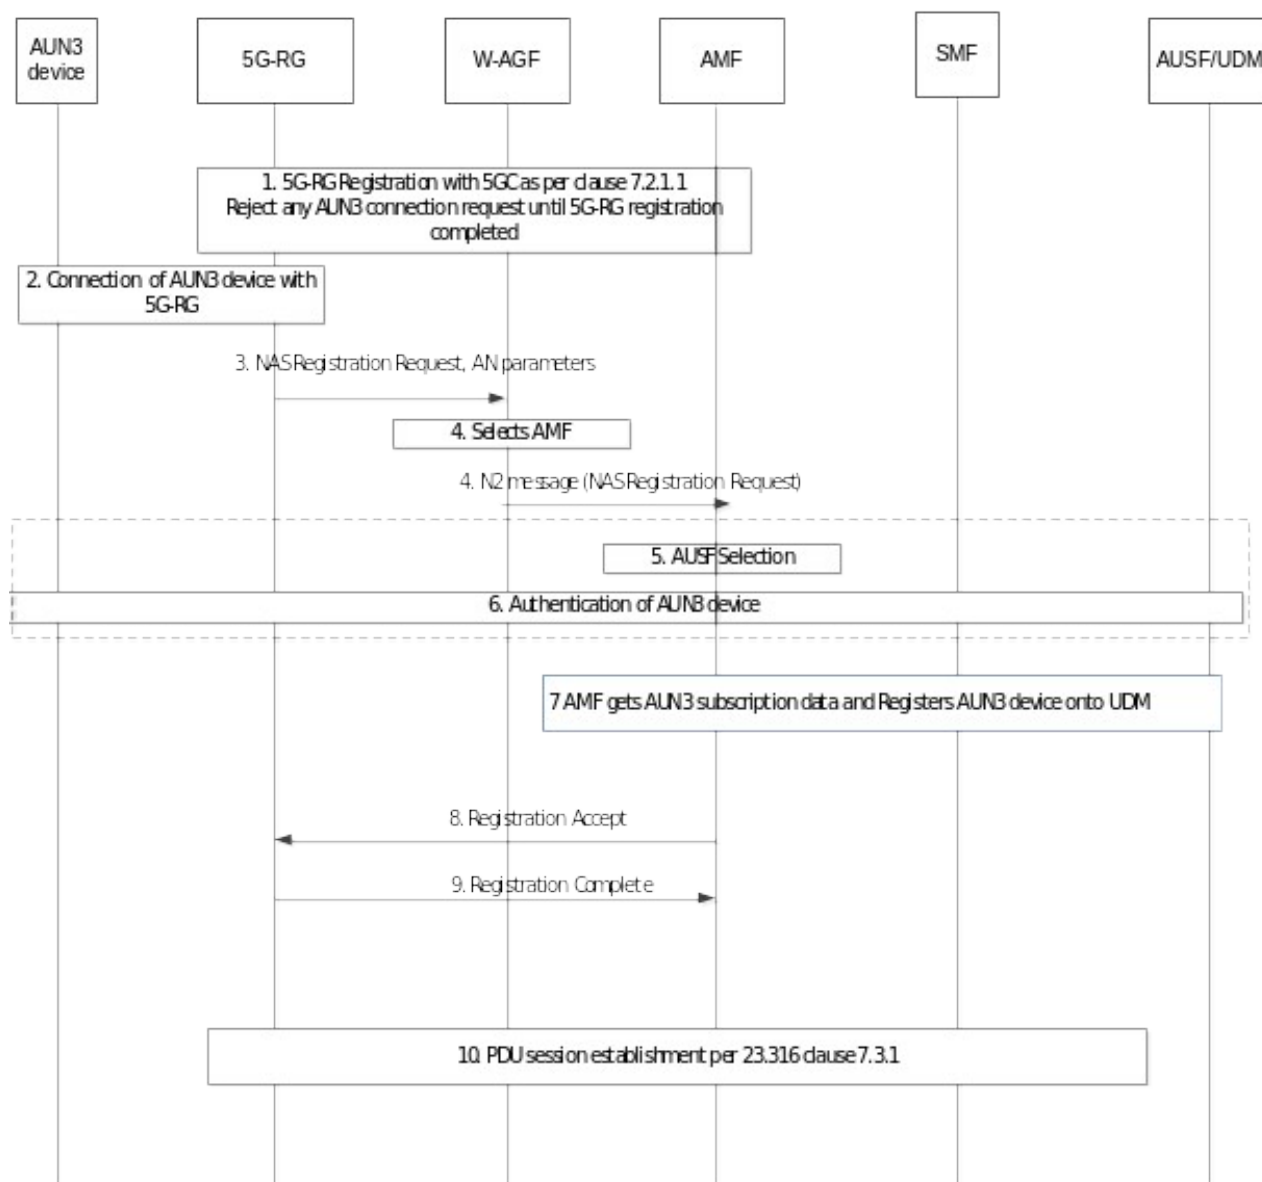 AUN3
device
5G-RG
W-AGF
AMF
SMF
AUSF/UDM
1. 5G-RG Registration with 5GC as per clause 7.2.1.1
Reject any AUN3 connection request until 5G-RG registration
completed
2. Connection of AUN3 device with
5G-RG
3. NAS Registration Request, AN parameters
4. Selects AMF
4. N2 message (NAS Registration Request)
5. AUSF Selection
6. Authentication of AUN3 device
7 AMF gets AUN3 subscription data and Registers AUN3 device onto UDM
8. Registration Accept
9. Registration Complete
10. PDU session establishment per 23.316 clause 7.3.1